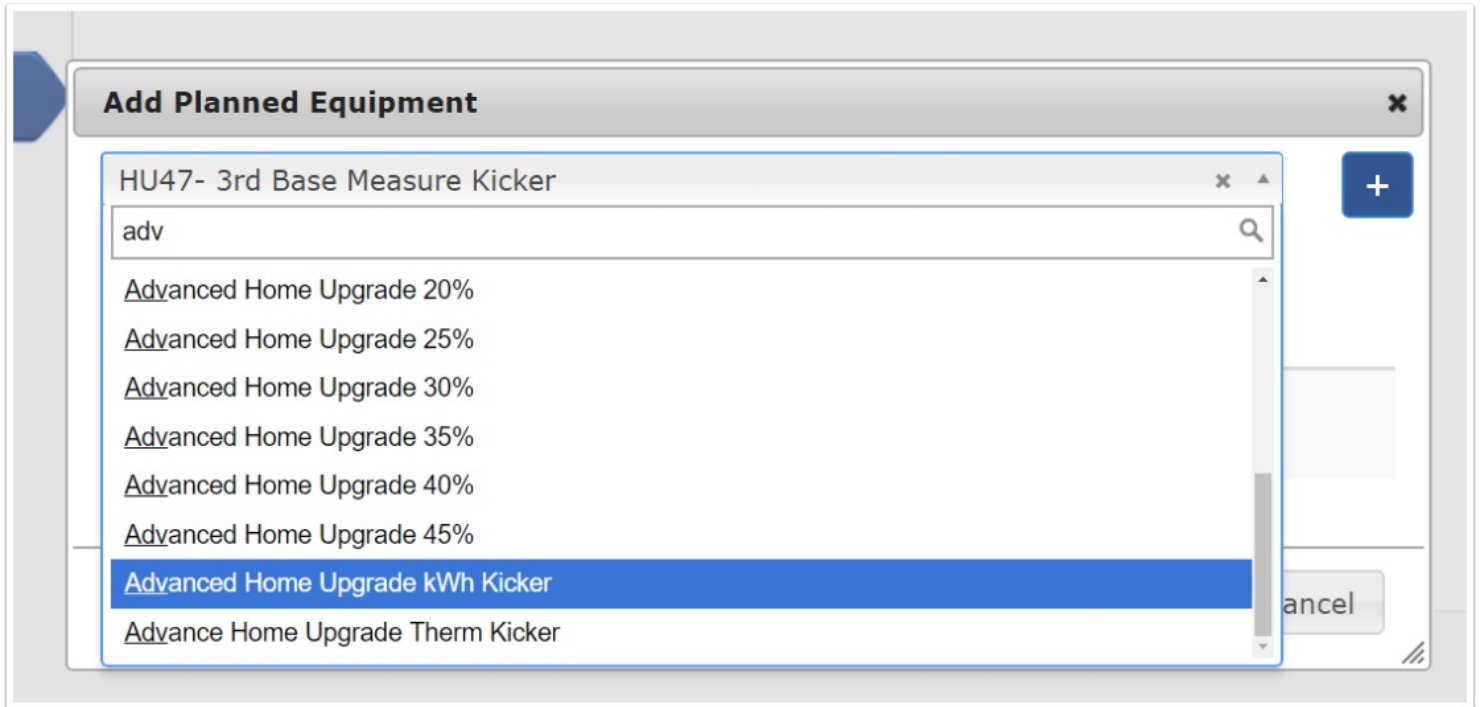 Add Planned Equipment
HU47- 3rd Base Measure Kicker
adv
Advanced Home Upgrade 20%
Advanced Home Upgrade 25%
Advanced Home Upgrade 30%
Advanced Home Upgrade 35%
Advanced Home Upgrade 40%
Advanced Home Upgrade 45%
Advanced Home Upgrade kWh Kicker
ancel
Advance Home Upgrade Therm Kicker